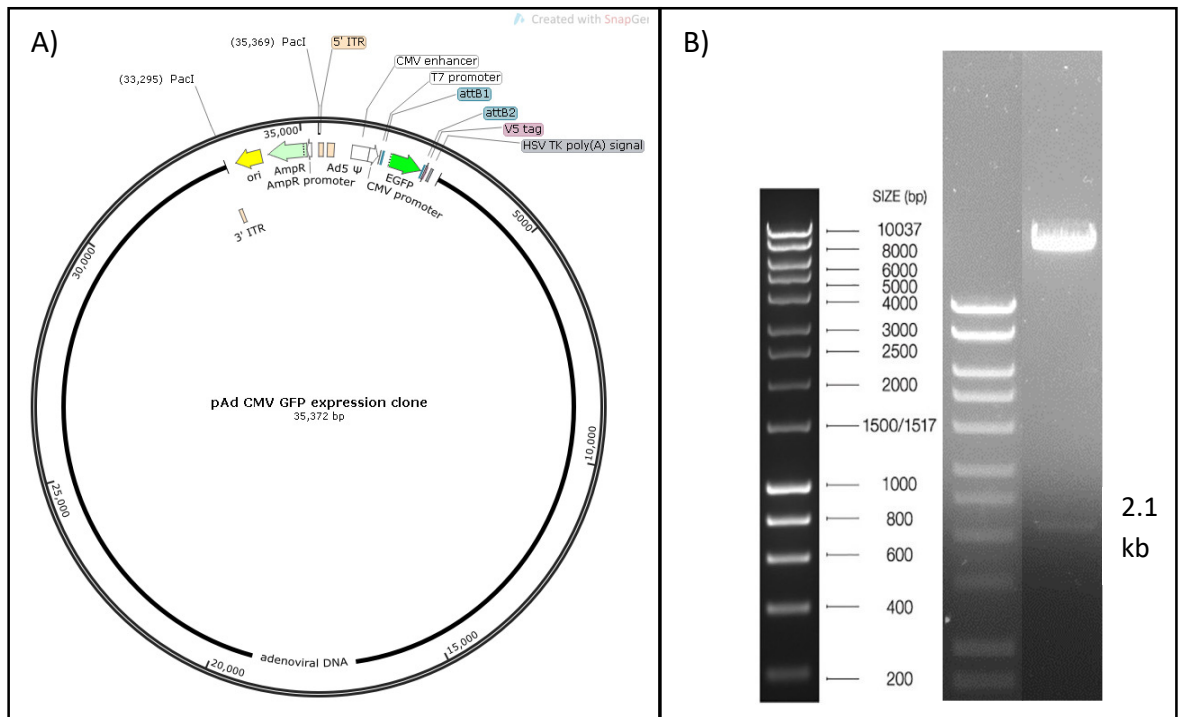 A)
Created with SnapGer
(35,369) PacI
5' ITR
(33,295) PacI
CMV enhancer
T7 promoter
attB1
attB2
V5 tag
HSV TK poly(A) signal
35,000
ori
AmpR
AmpR promoter
Ad5 Ψ
CMV promoter
EGFP
3' ITR
5000
10,000
15,000
20,000
25,000
30,000
pAd CMV GFP expression clone
35,372 bp
adenoviral DNA
B)
SIZE (bp)
10037
8000
6000
5000
4000
3000
2500
2000
1500/1517
1000
800
600
400
200
2.1
kb